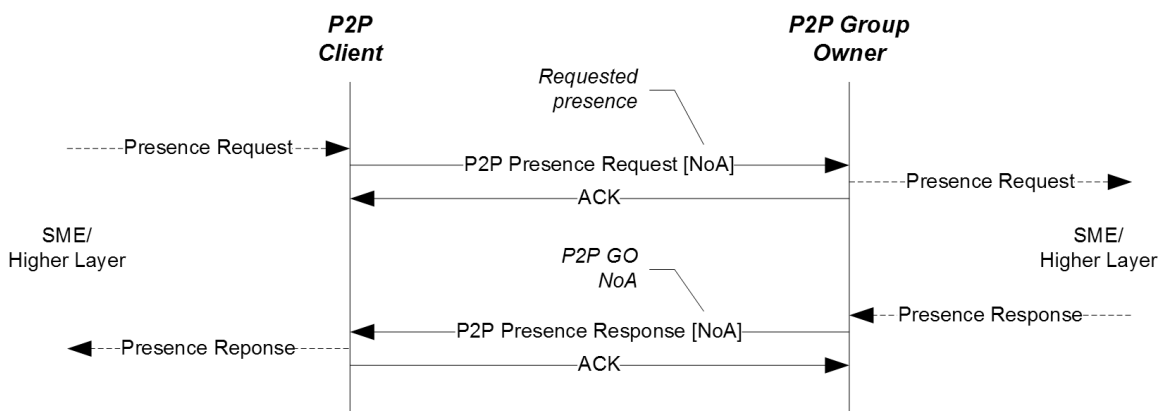 P2P
Client
P2P Group
Owner
Requested
presence
Presence Request
P2P Presence Request [NoA]
Presence Request
ACK
SME/
Higher Layer
SME/
Higher Layer
P2P GO
NoA
Presence Response
P2P Presence Response [NoA]
Presence Reponse
ACK